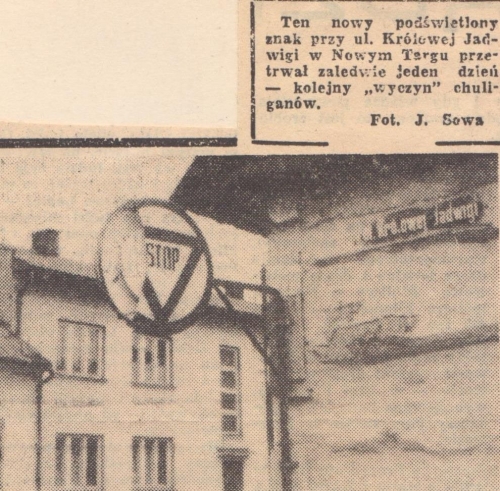 Ten nowy podświetlony
znak przy ul. Królowej Jad-
wigi w Nowym Targu prze-
trwał zaledwie jeden dzień
— kolejny „wyczyn" chuli-
ganów.
Fot. J. Sowa
Królowej Jadwigi
STOP